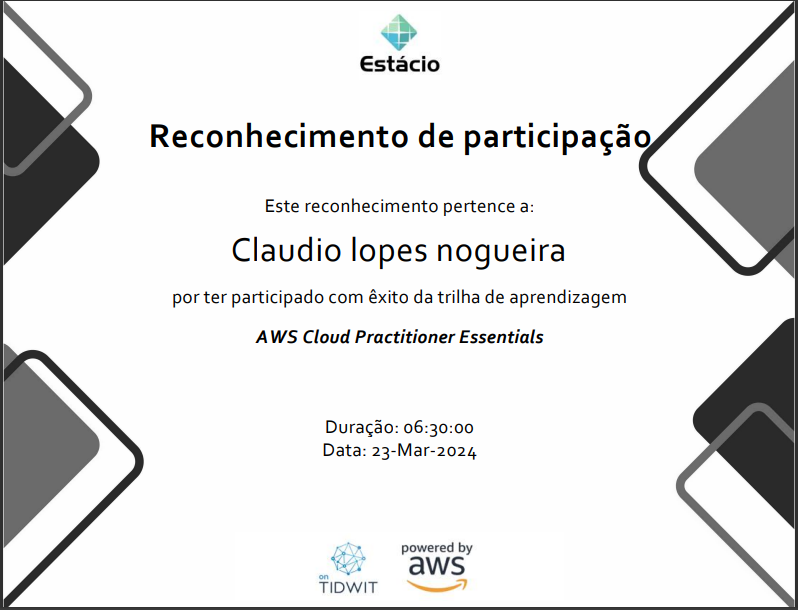 Estácio
Reconhecimento de participação
Este reconhecimento pertence a:
Claudio lopes nogueira
por ter participado com êxito da trilha de aprendizagem
AWS Cloud Practitioner Essentials
Duração: 06:30:00
Data: 23-Mar-2024
on
TIDWIT
powered by
aws